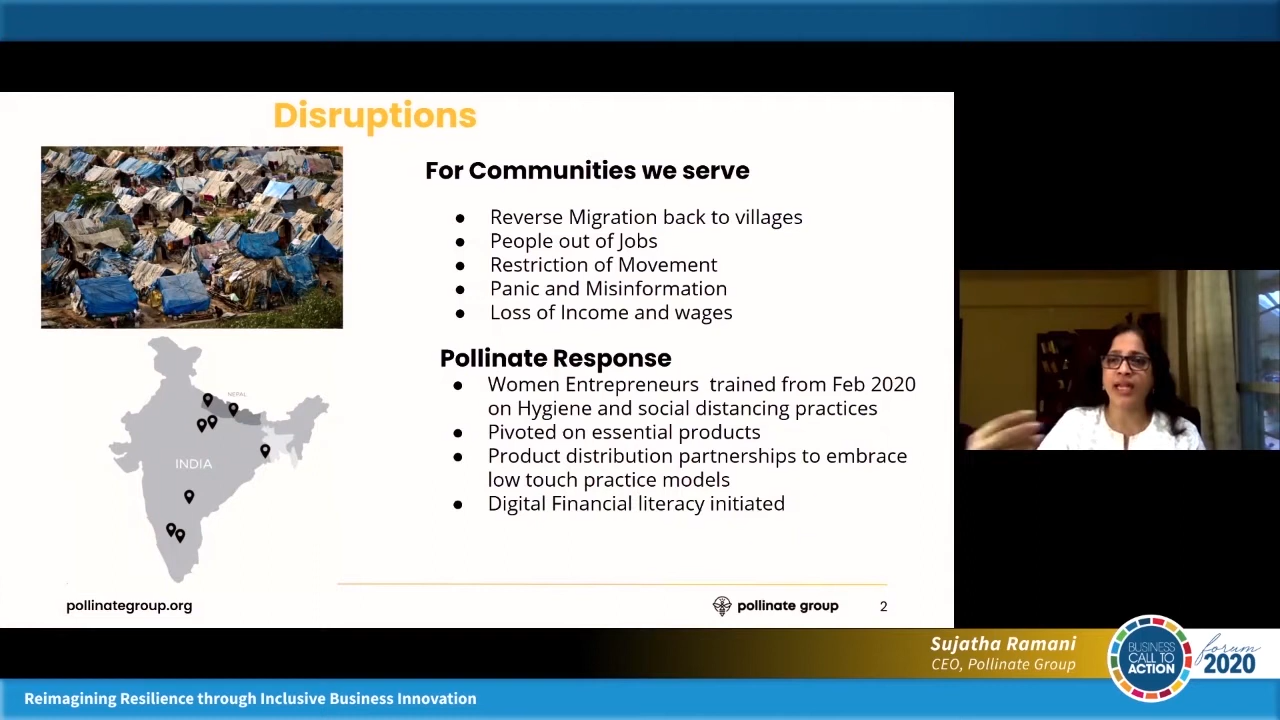 Disruptions
For Communities we serve
● Reverse Migration back to villages
● People out of Jobs
● Restriction of Movement
● Panic and Misinformation
● Loss of Income and wages
Pollinate Response
● Women Entrepreneurs trained from Feb 2020
on Hygiene and social distancing practices
● Pivoted on essential products
● Product distribution partnerships to embrace
low touch practice models
● Digital Financial literacy initiated
NEPAL
INDIA
pollinategroup.org
pollinate group
2
Sujatha Ramani
CEO, Pollinate Group
BUSINESS
CALL TO
ACTION
forum
2020
Reimagining Resilience through Inclusive Business Innovation